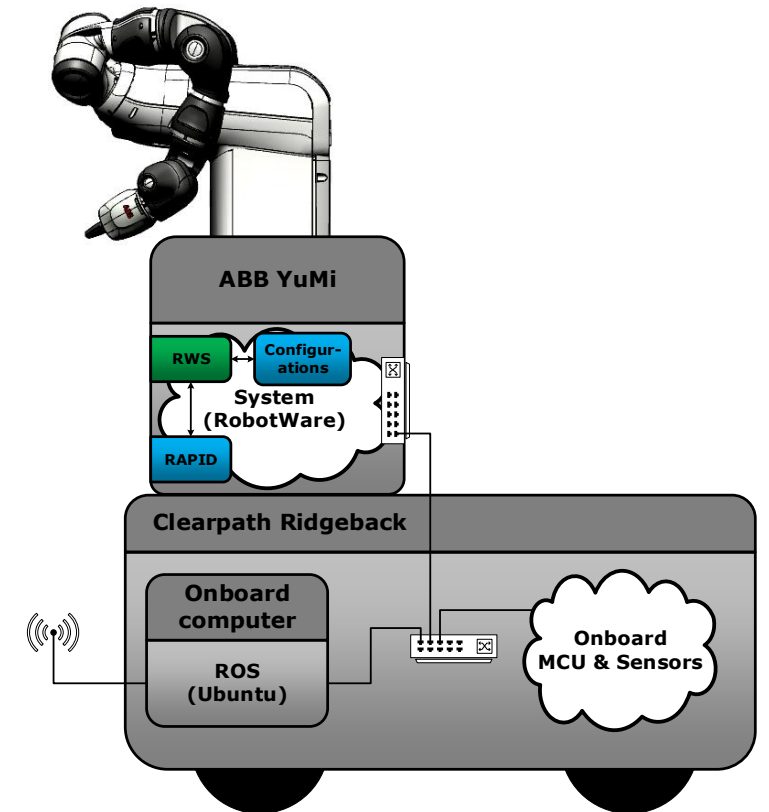 ABB YuMi
RWS
Configur-
ations
System
(RobotWare)
RAPID
Clearpath Ridgeback
Onboard
computer
ROS
(Ubuntu)
Onboard
MCU & Sensors